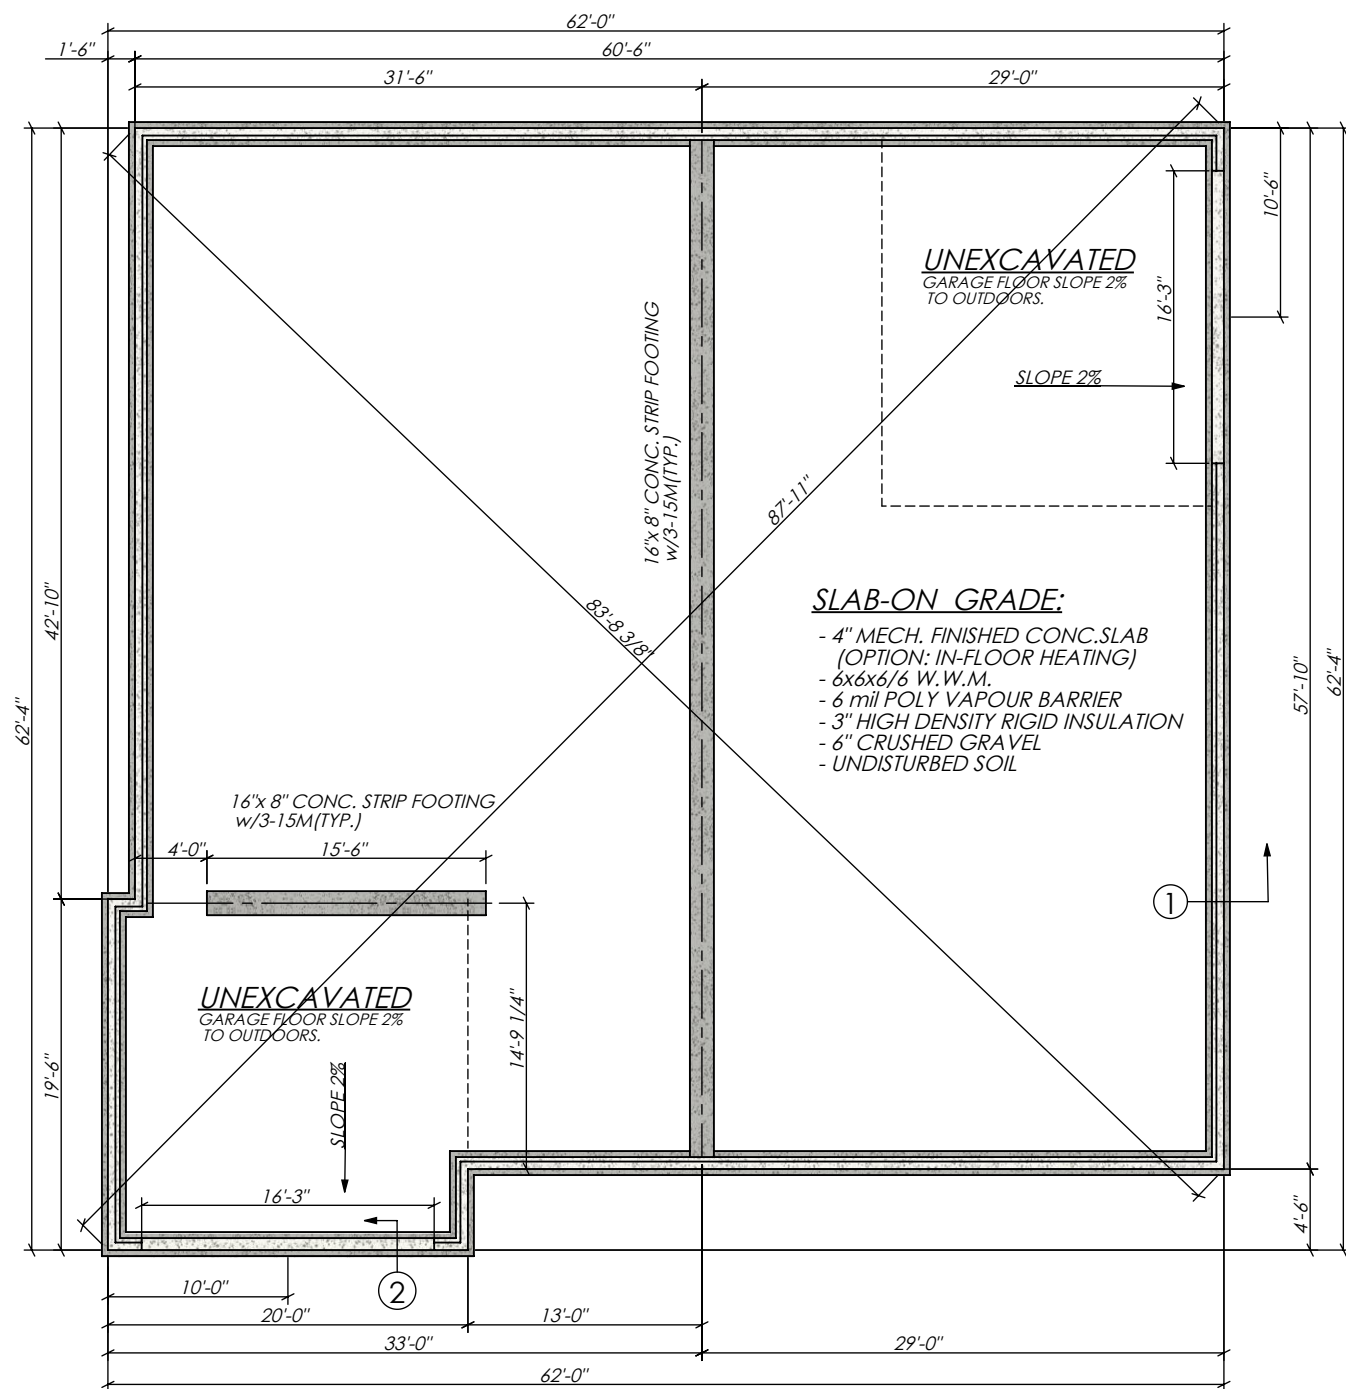 62'-0"
1'-6"
60'-6"
31'-6"
29'-0"
10'-6"
UNEXCAVATED
GARAGE FLOOR SLOPE 2%
TO OUTDOORS.
16'-3"
SLOPE 2%
16"x 8" CONC. STRIP FOOTING
w/3-15M(TYP.)
87'-11"
83'-8 3/8"
42'-10"
62'-4"
57'-10"
62'-4"
SLAB-ON GRADE:
- 4" MECH. FINISHED CONC.SLAB
(OPTION: IN-FLOOR HEATING)
- 6x6x6/6 W.W.M.
- 6 mil POLY VAPOUR BARRIER
- 3" HIGH DENSITY RIGID INSULATION
- 6" CRUSHED GRAVEL
- UNDISTURBED SOIL
16"x 8" CONC. STRIP FOOTING
w/3-15M(TYP.)
4'-0"
15'-6"
1
UNEXCAVATED
GARAGE FLOOR SLOPE 2%
TO OUTDOORS.
14'-9 1/4"
19'-6"
SLOPE 2%
16'-3"
4'-6"
2
10'-0"
20'-0"
13'-0"
33'-0"
29'-0"
62'-0"